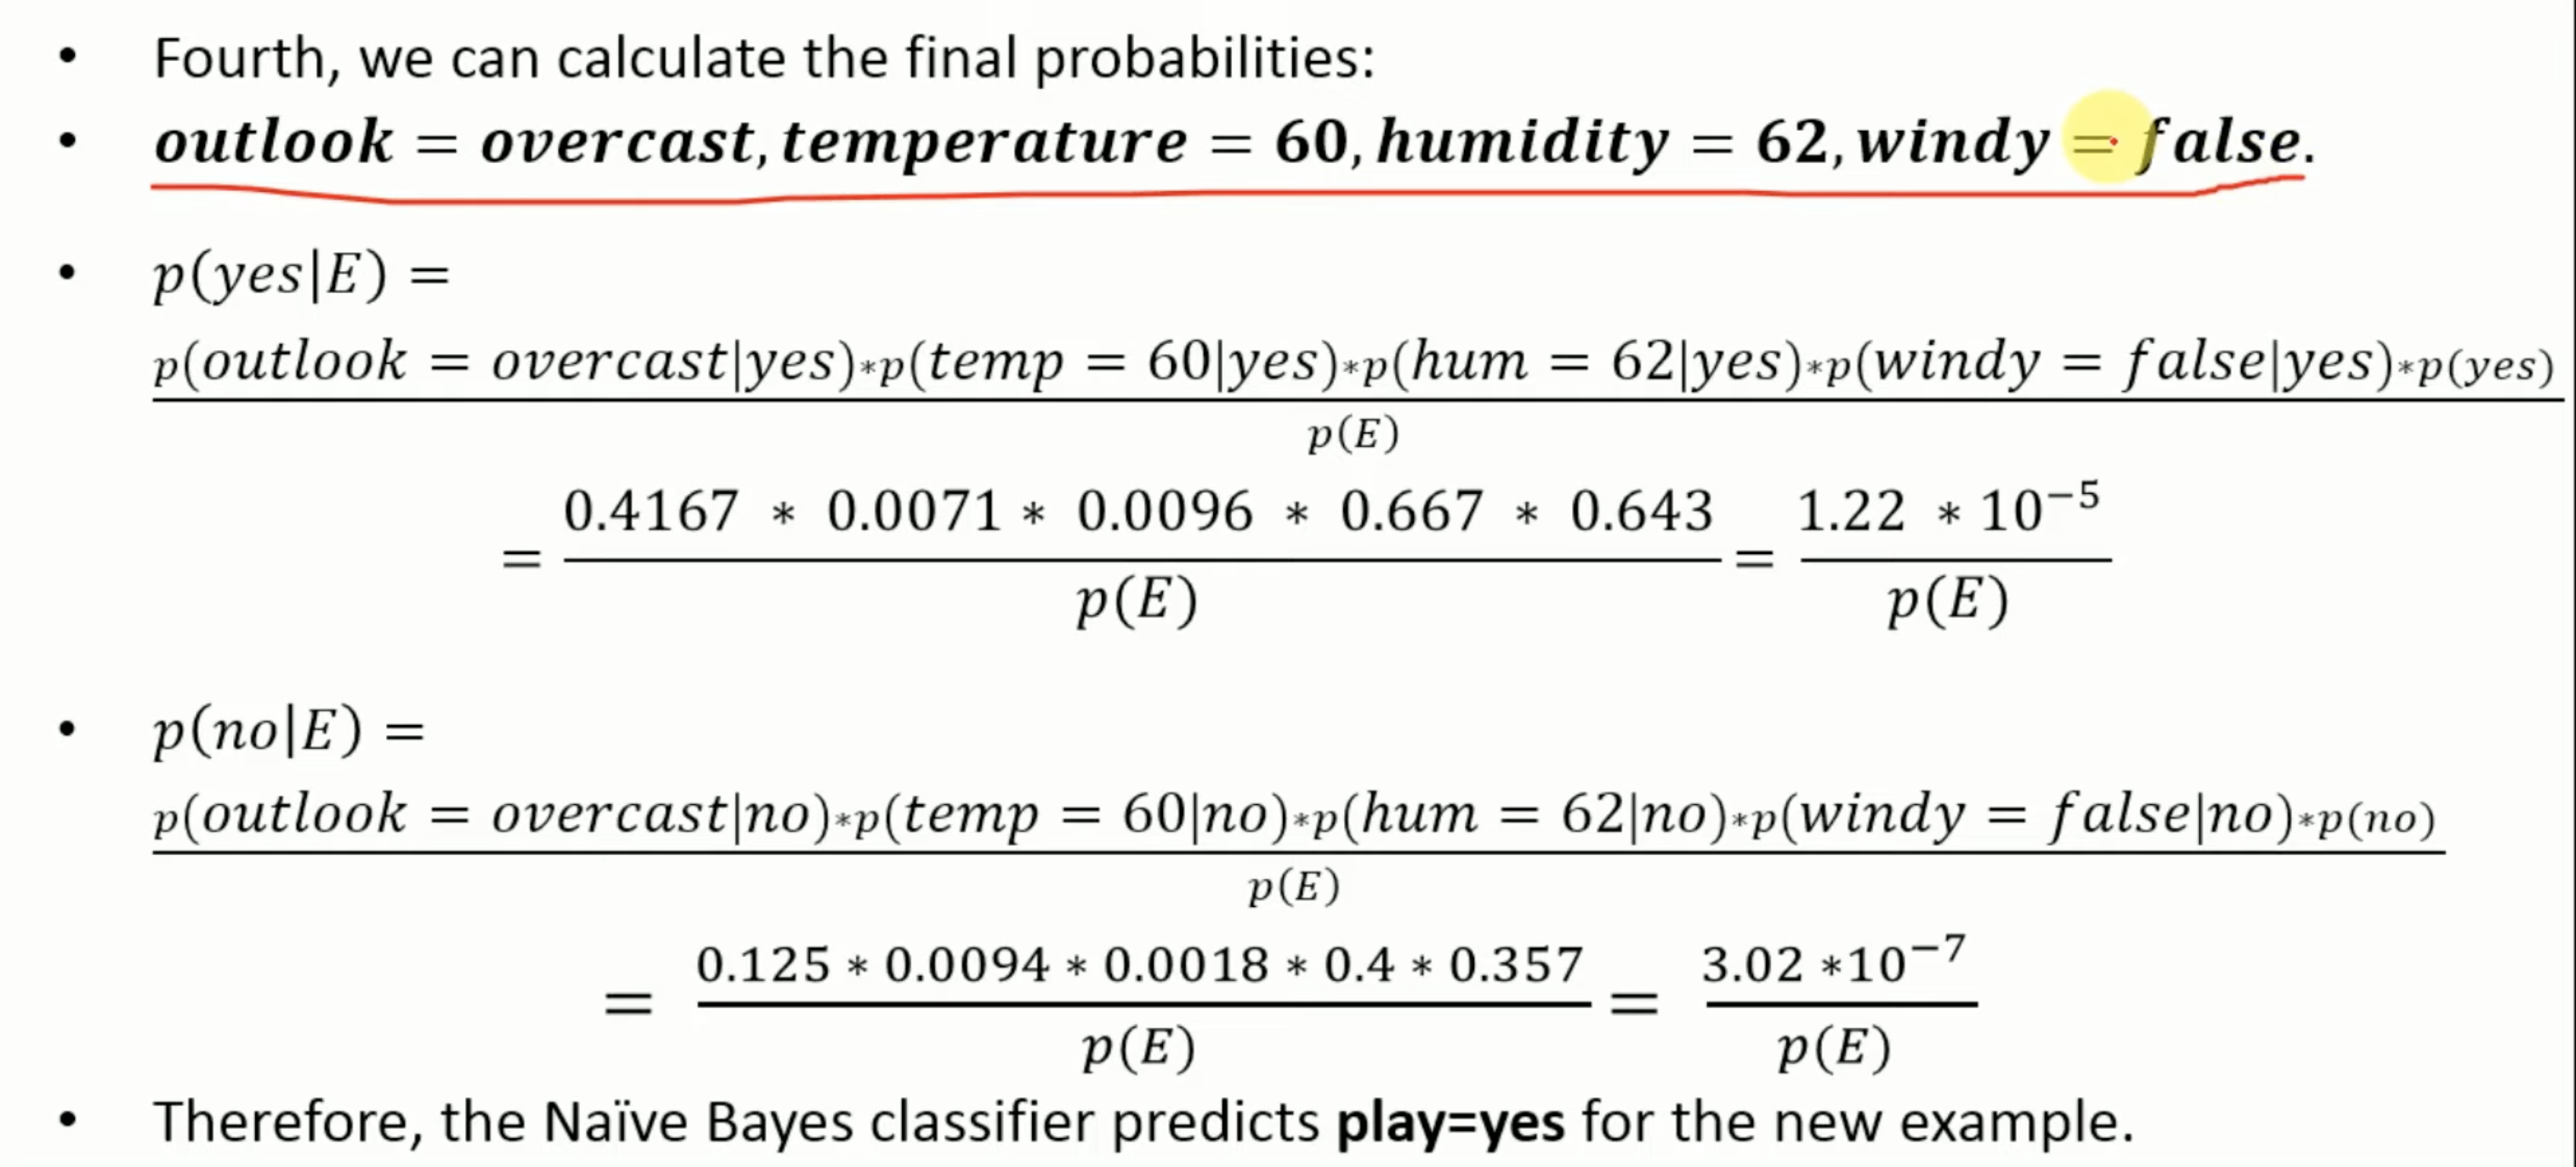 • Fourth, we can calculate the final probabilities:
• outlook = overcast, temperature = 60, humidity = 62, windy = false.
• p(yes|E) =
p(outlook = overcast|yes)*p(temp = 60|yes)*p(hum = 62|yes)*p(windy = false|yes)*p(yes)
p(E)
= 0.4167 * 0.0071 * 0.0096 * 0.667 * 0.643 = 1.22 * 10⁻⁵
p(E) p(E)
• p(no|E) =
p(outlook = overcast|no)*p(temp = 60|no)*p(hum = 62|no)*p(windy = false|no)*p(no)
p(E)
= 0.125 * 0.0094 * 0.0018 * 0.4 * 0.357 = 3.02 *10⁻⁷
p(E) p(E)
• Therefore, the Naïve Bayes classifier predicts play=yes for the new example.